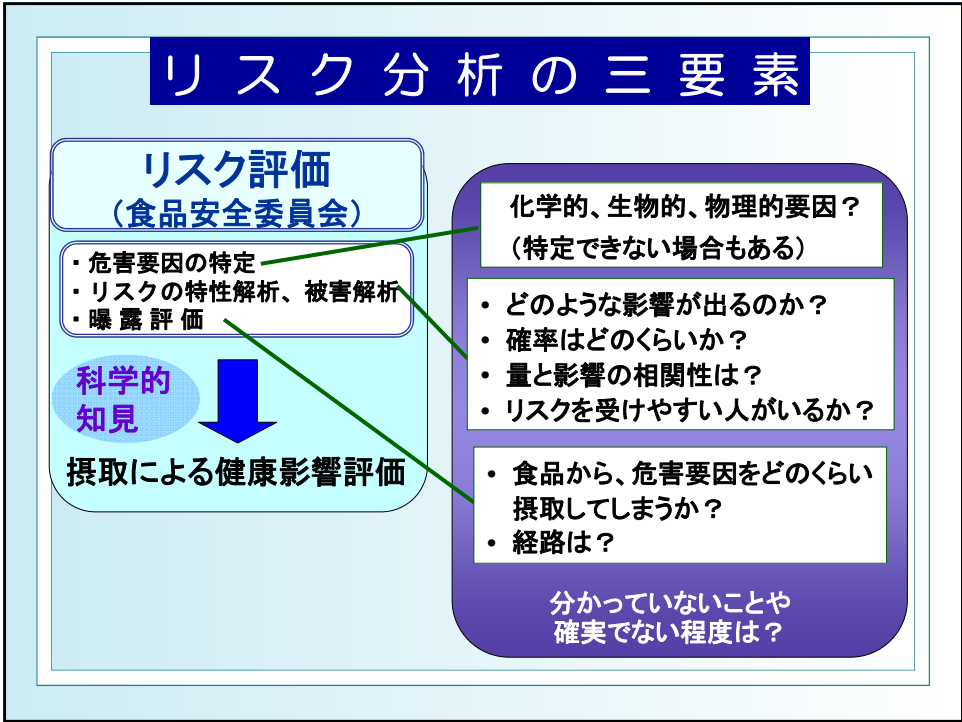 リスク分析の三要素
リスク評価
（食品安全委員会）
・危害要因の特定
・リスクの特性解析、被害解析
・曝露評価
科学的
知見
摂取による健康影響評価
化学的、生物的、物理的要因？
（特定できない場合もある）
• どのような影響が出るのか？
• 確率はどのくらいか？
• 量と影響の相関性は？
• リスクを受けやすい人がいるか？
• 食品から、危害要因をどのくらい
摂取してしまうか？
• 経路は？
分かっていないことや
確実でない程度は？